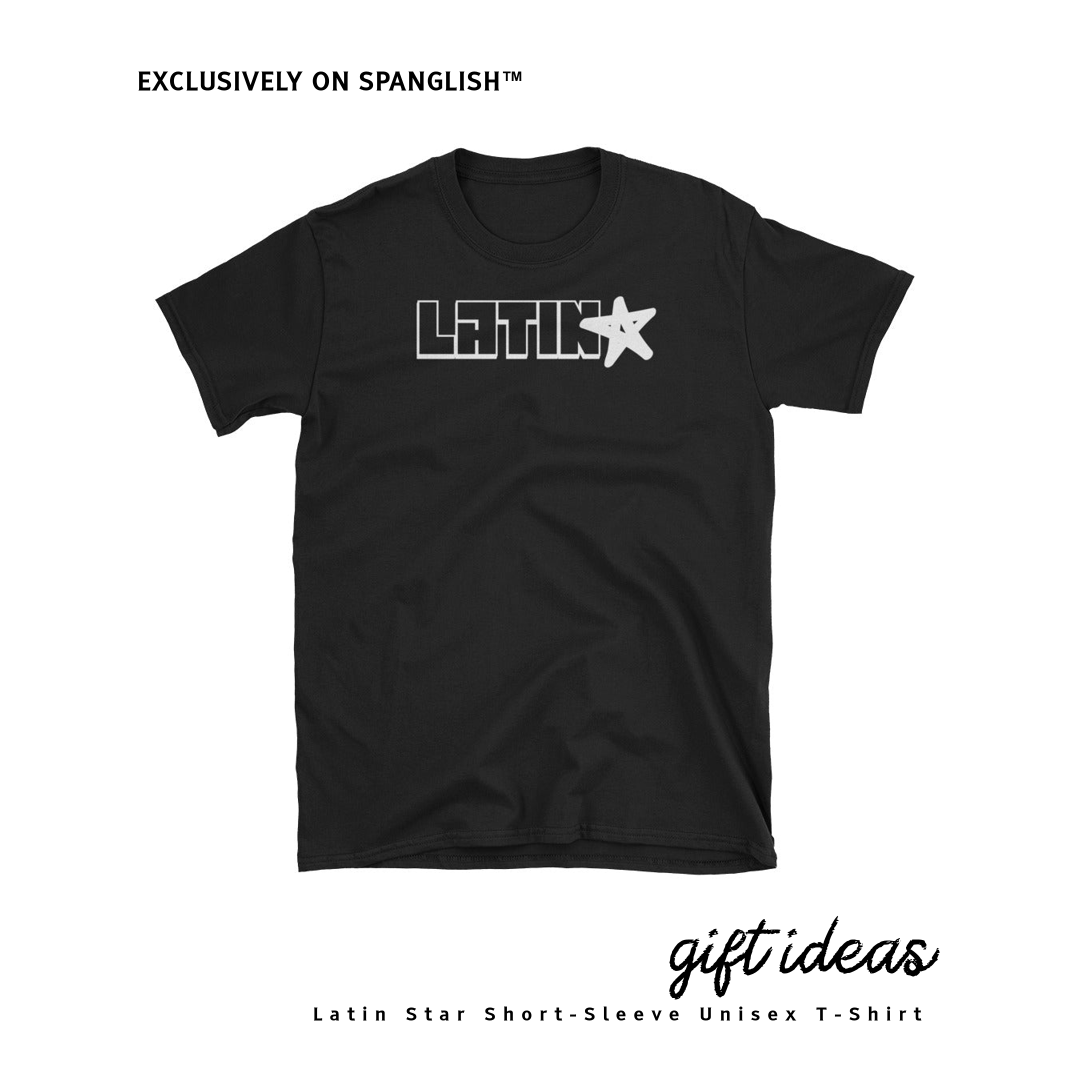 EXCLUSIVELY ON SPANGLISH™
LATIN
gift ideas
Latin Star Short-Sleeve Unisex T-Shirt